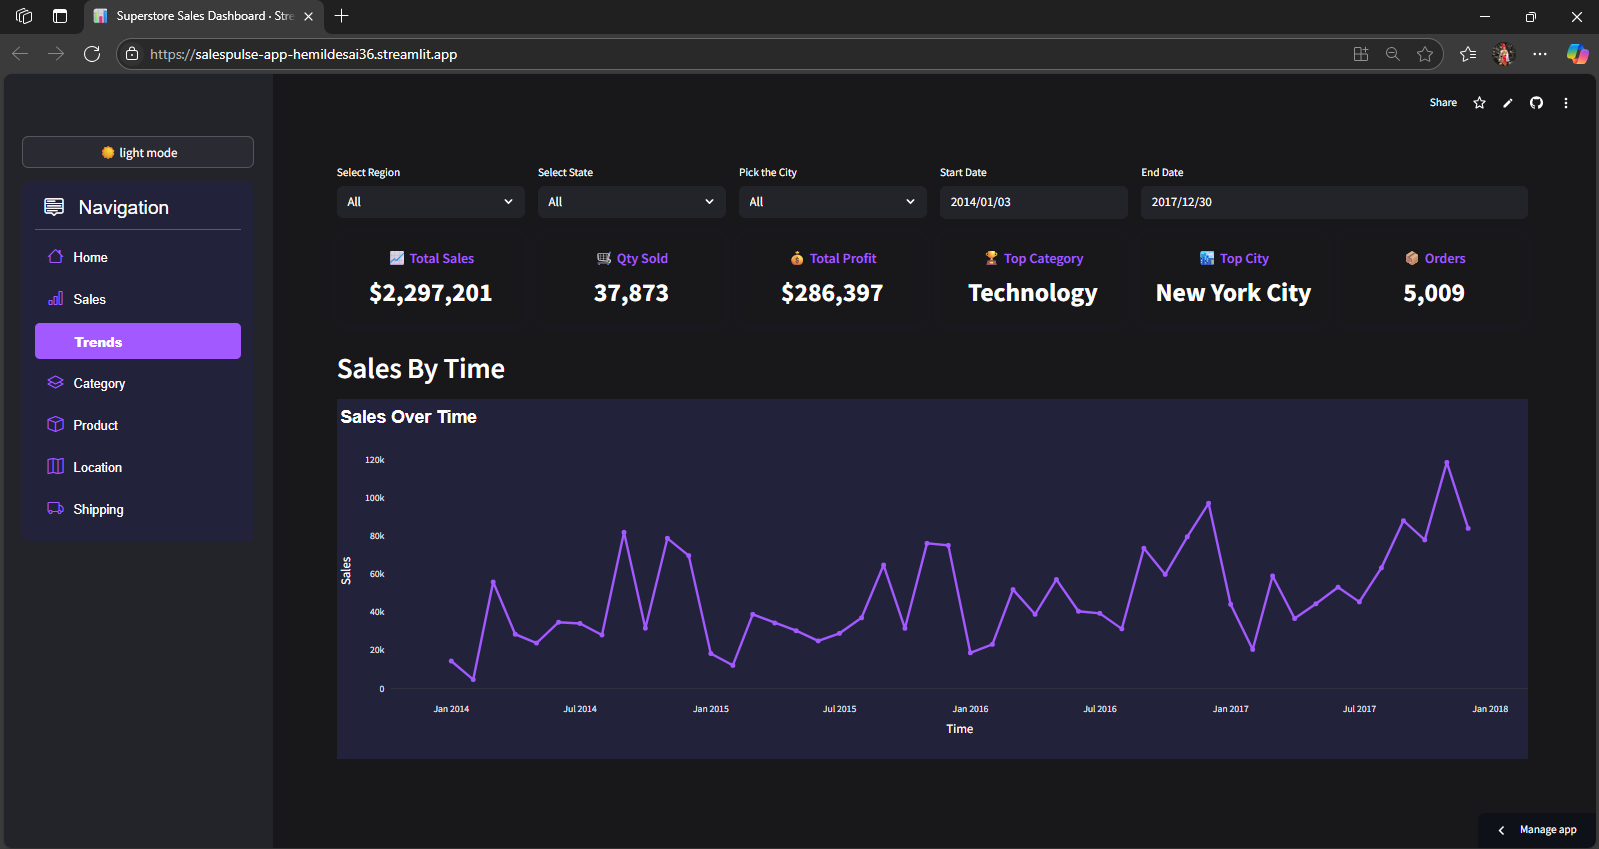 Superstore Sales Dashboard · Stre
https://salespulse-app-hemildesai36.streamlit.app
Share
light mode
Navigation
Home
Sales
Trends
Category
Product
Location
Shipping
Select Region
Select State
Pick the City
Start Date
End Date
All
All
All
2014/01/03
2017/12/30
Total Sales
Qty Sold
Total Profit
Top Category
Top City
Orders
$2,297,201
37,873
$286,397
Technology
New York City
5,009
Sales By Time
Sales Over Time
120k
100k
80k
60k
40k
20k
0
Sales
Jan 2014
Jul 2014
Jan 2015
Jul 2015
Jan 2016
Jul 2016
Jan 2017
Jul 2017
Jan 2018
Time
Manage app